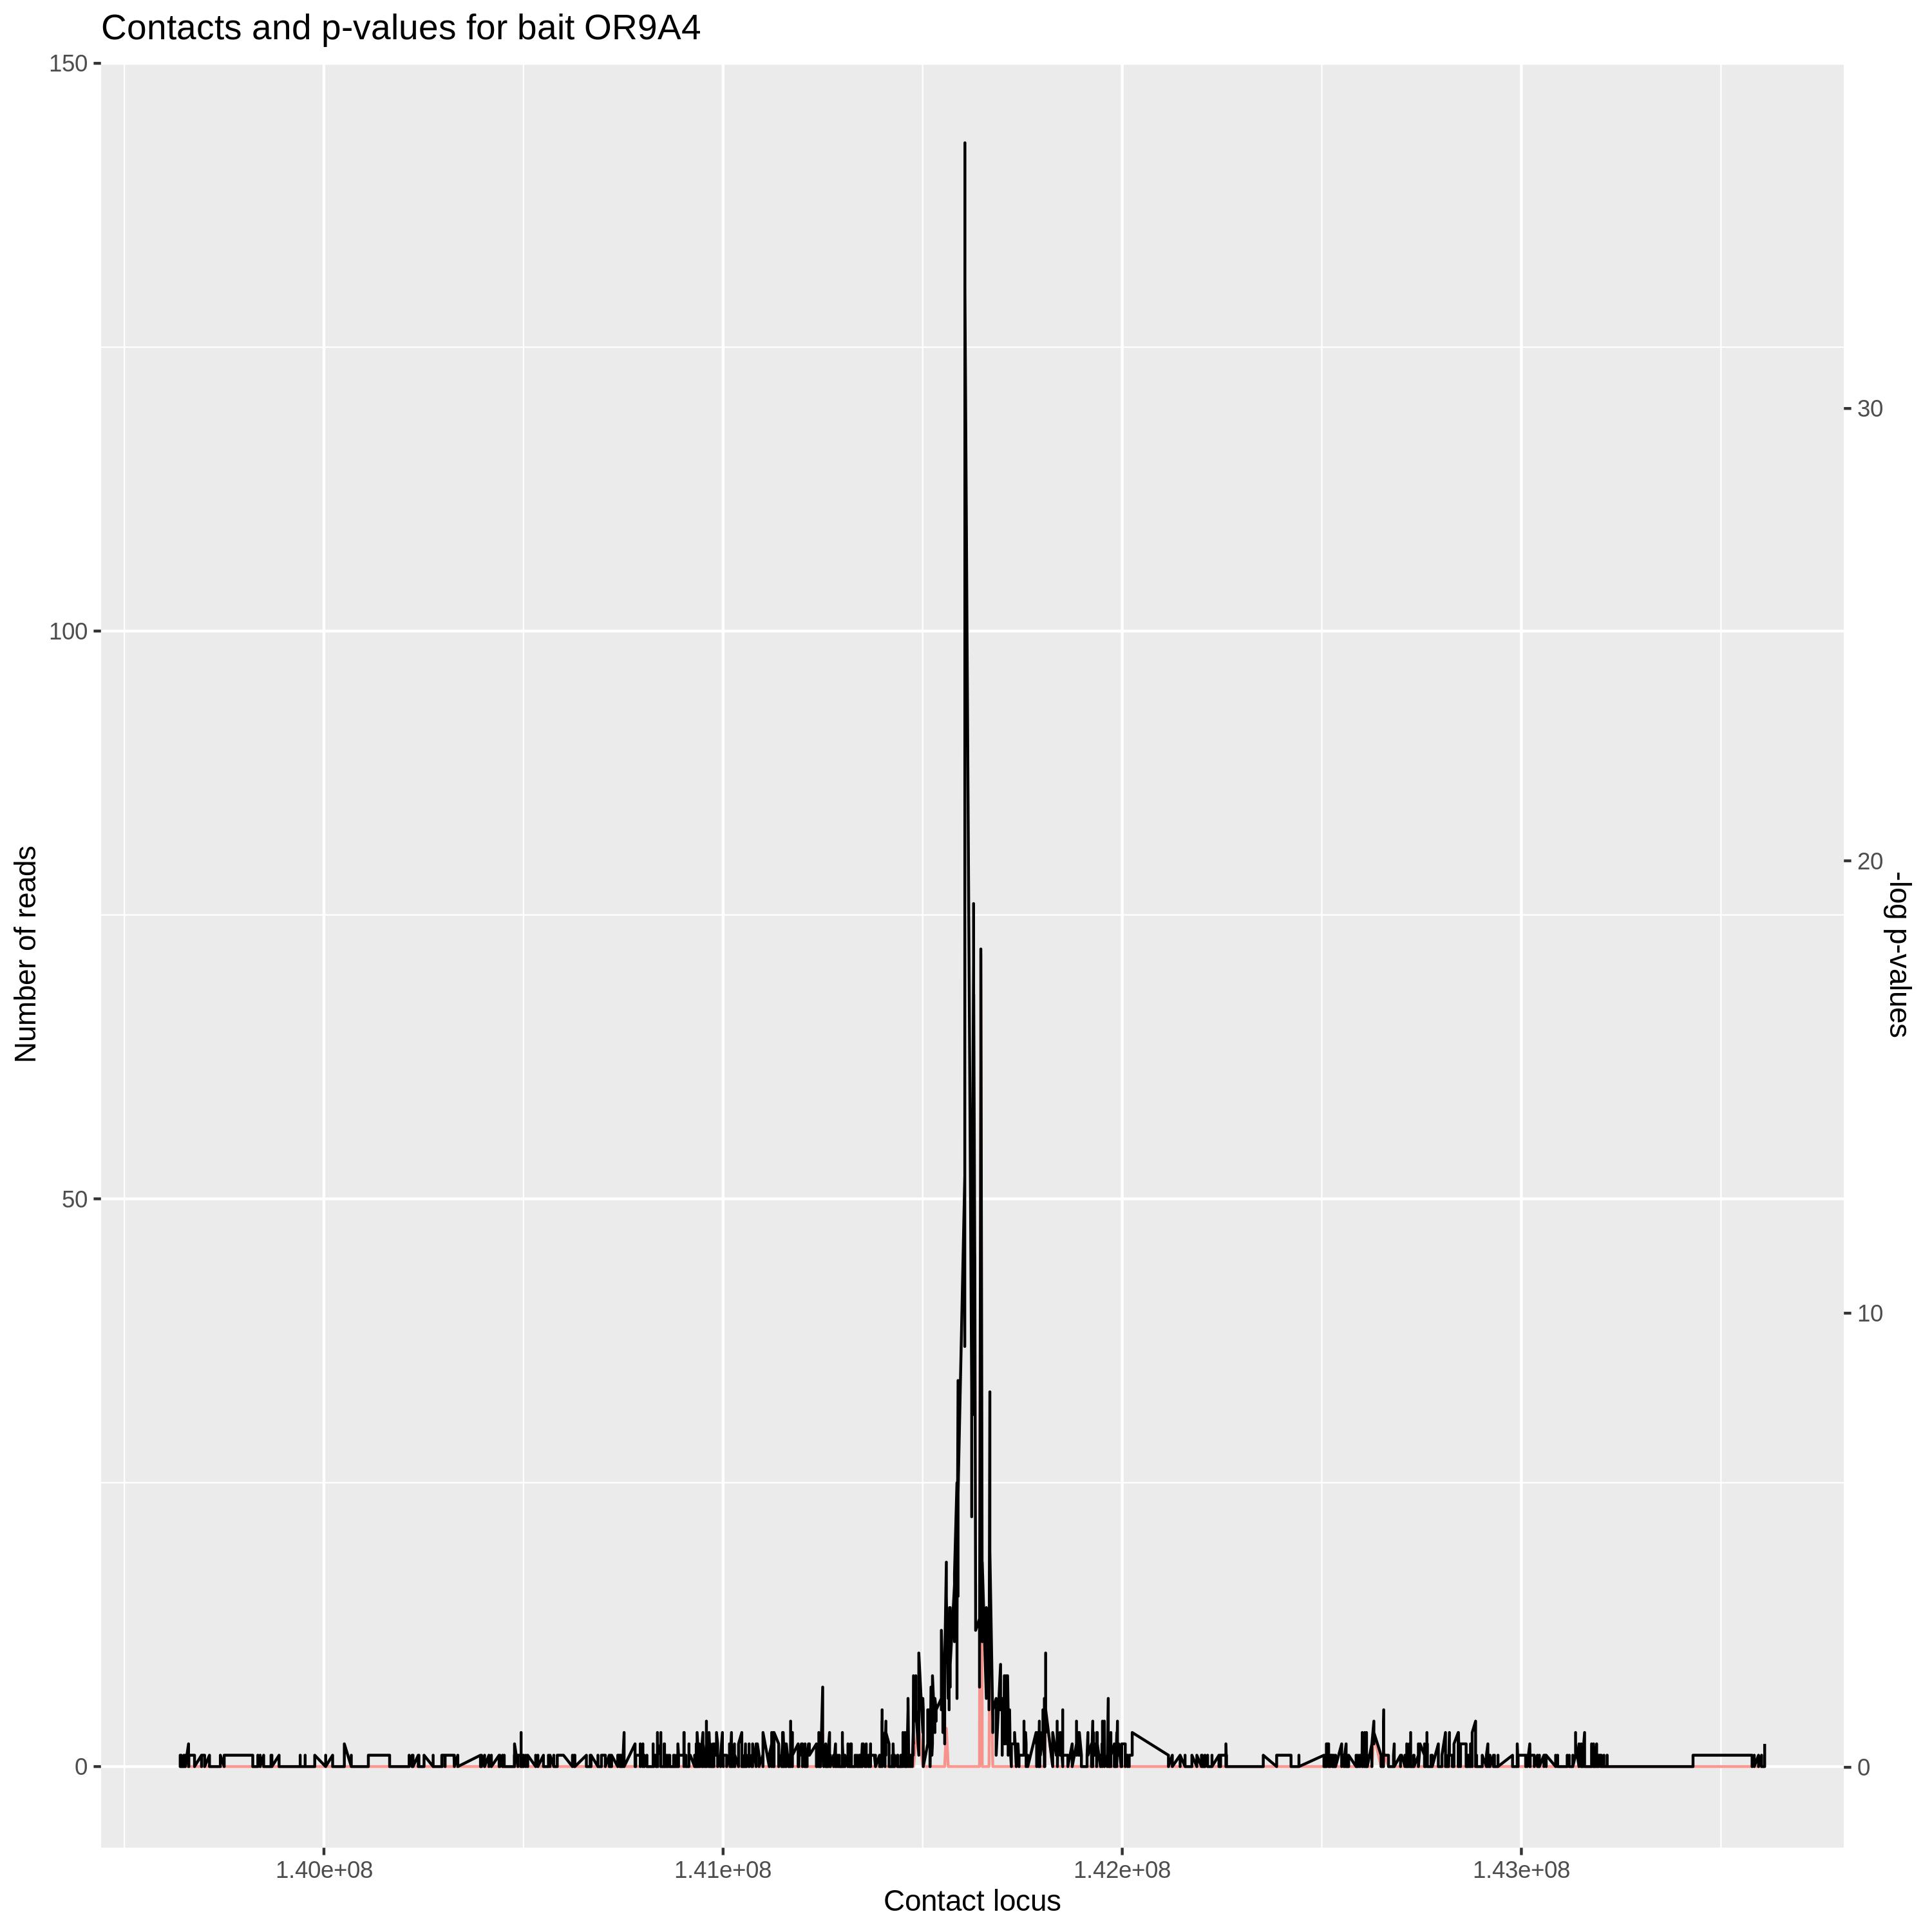 Contacts and p-values for bait OR9A4
150
100
50
0
Number of reads
30
20
10
0
-log p-values
1.40e+08
1.41e+08
1.42e+08
1.43e+08
Contact locus